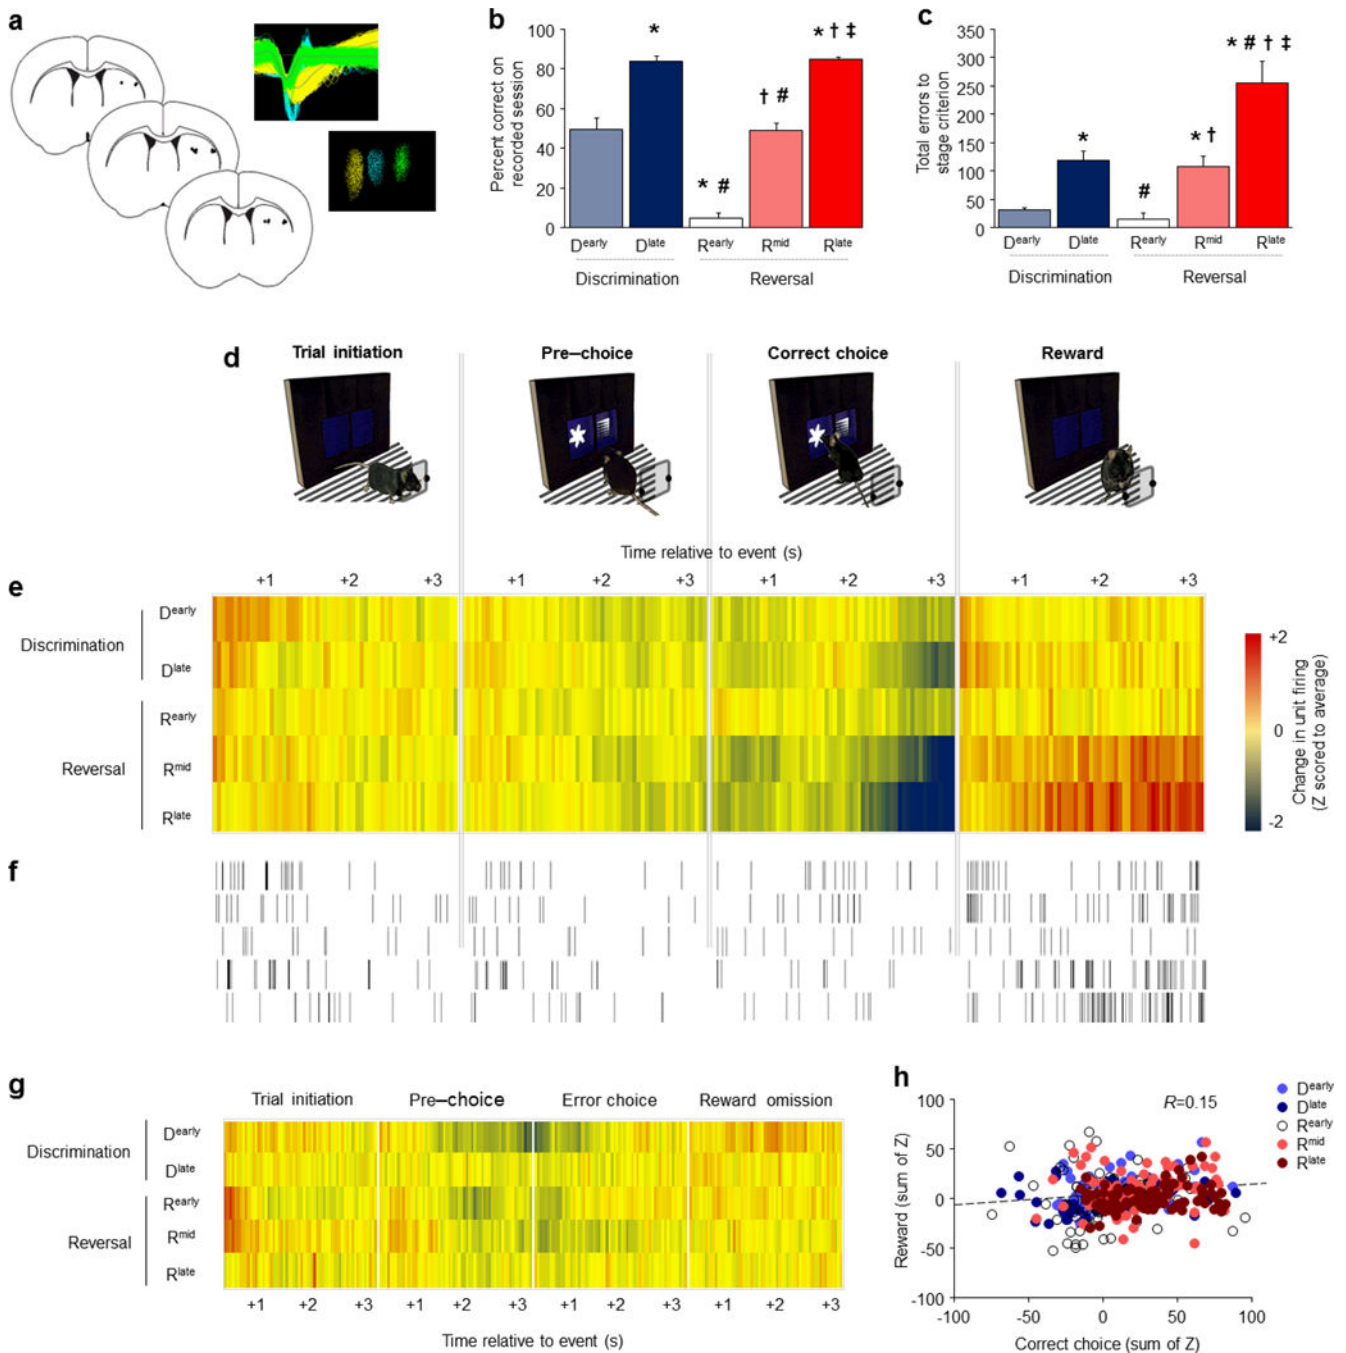 a
b
Percent correct on
recorded session
100
80
60
40
20
0
*
* #
† #
* † ‡
Dearly
Dlate
Rearly
Rmid
Rlate
Discrimination
Reversal
c
Total errors to
stage criterion
350
300
250
200
150
100
50
0
*
#
* †
* # † ‡
Dearly
Dlate
Rearly
Rmid
Rlate
Discrimination
Reversal
d
Trial initiation
Pre–choice
Correct choice
Reward
Time relative to event (s)
+1 +2 +3 +1 +2 +3 +1 +2 +3 +1 +2 +3
e
Discrimination
Dearly
Dlate
Reversal
Rearly
Rmid
Rlate
+2
0
-2
Change in unit firing
(Z scored to average)
f
g
Trial initiation Pre–choice Error choice Reward omission
Discrimination
Dearly
Dlate
Reversal
Rearly
Rmid
Rlate
+1 +2 +3 +1 +2 +3 +1 +2 +3 +1 +2 +3
Time relative to event (s)
h
Reward (sum of Z)
100
50
0
-50
-100
R=0.15
-100 -50 0 50 100
Correct choice (sum of Z)
Dearly
Dlate
Rearly
Rmid
Rlate